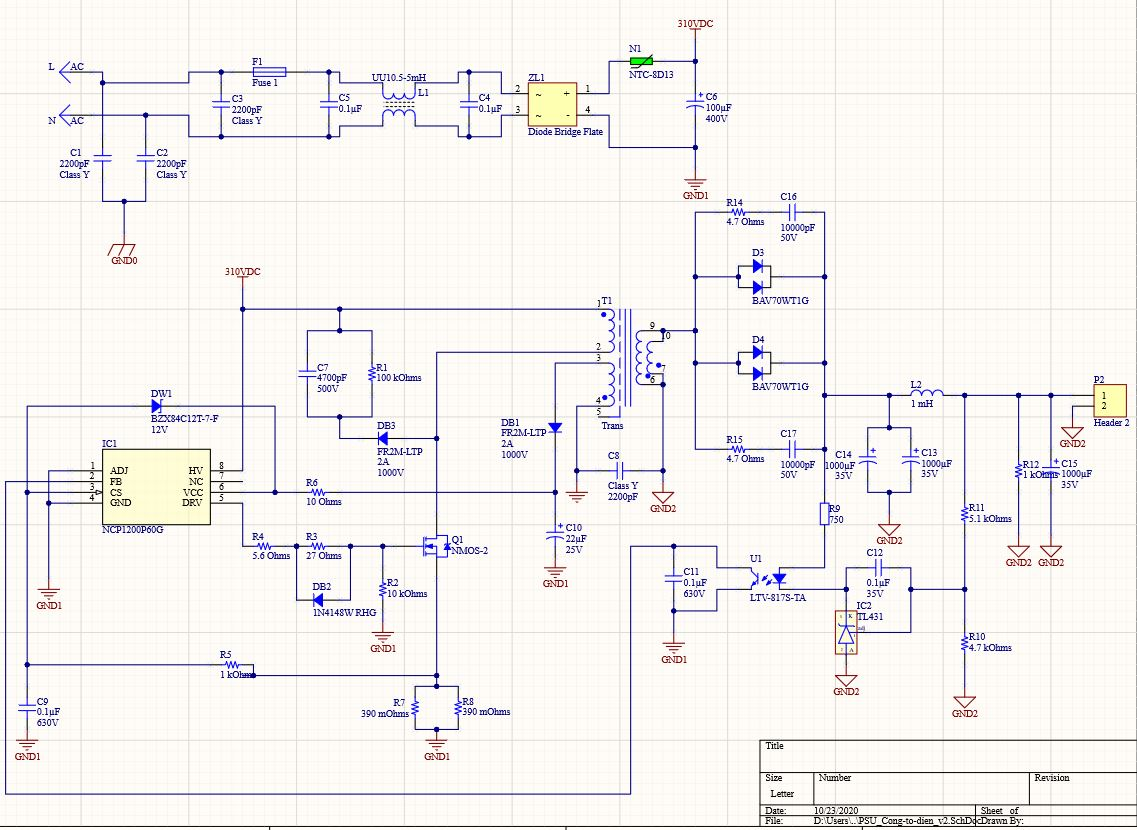 310VDC
L AC
N AC
F1
Fuse 1
C3
2200pF
Class Y
C5
0.1µF
UU10.5-5mH
L1
C4
0.1µF
ZL1
2
3
~
~
+
-
1
4
Diode Bridge Flate
N1
NTC-8D13
C6
100µF
400V
GND1
C1
2200pF
Class Y
C2
2200pF
Class Y
GND0
310VDC
R14
4.7 Ohms
C16
10000pF
50V
D3
BAV70WT1G
D4
BAV70WT1G
R15
4.7 Ohms
C17
10000pF
50V
T1
1
2
3
4
5
9
10
7
6
Trans
C7
4700pF
500V
R1
100 kOhms
DB3
FR2M-LTP
2A
1000V
DB1
FR2M-LTP
2A
1000V
DW1
BZX84C12T-7-F
12V
IC1
1 ADJ HV 8
2 FB NC 7
3 CS VCC 6
4 GND DRV 5
NCP1200P60G
R6
10 Ohms
C8
Class Y
2200pF
GND2
C10
22µF
25V
GND1
R4
5.6 Ohms
R3
27 Ohms
DB2
1N4148W RHG
R2
10 kOhms
GND1
Q1
NMOS-2
GND1
R5
1 kOhms
C9
0.1µF
630V
GND1
R7
390 mOhms
R8
390 mOhms
GND1
C11
0.1µF
630V
GND1
U1
LTV-817S-TA
R9
750
C14
1000µF
35V
C13
1000µF
35V
GND2
L2
1 mH
P2
1
2
Header 2
GND2
R12
1 kOhms
C15
1000µF
35V
GND2
GND2
R11
5.1 kOhms
C12
0.1µF
35V
IC2
TL431
GND2
R10
4.7 kOhms
GND2
Title
Size
Letter
Number
Revision
Date:
10/23/2020
Sheet of
File:
D:\Users\..\PSU_Cong-to-dien_v2.SchDoc
Drawn By: